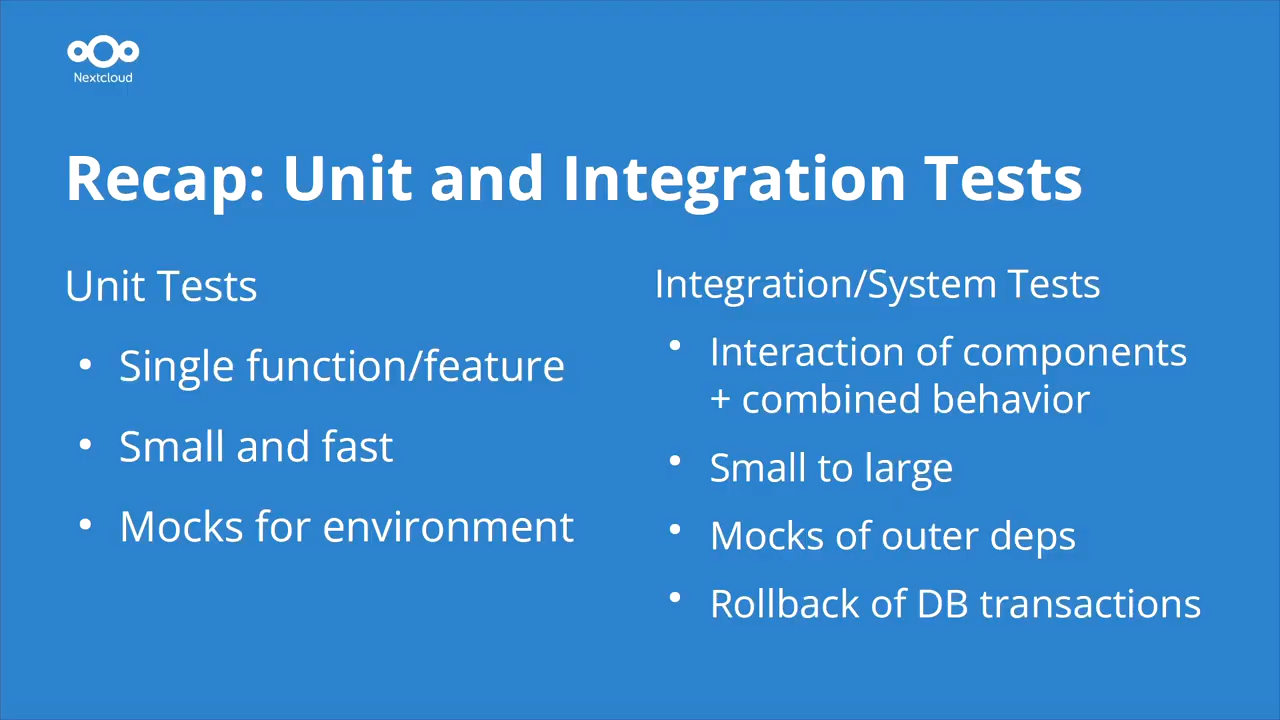 Nextcloud
Recap: Unit and Integration Tests
Unit Tests
• Single function/feature
• Small and fast
• Mocks for environment
Integration/System Tests
• Interaction of components
+ combined behavior
• Small to large
• Mocks of outer deps
• Rollback of DB transactions